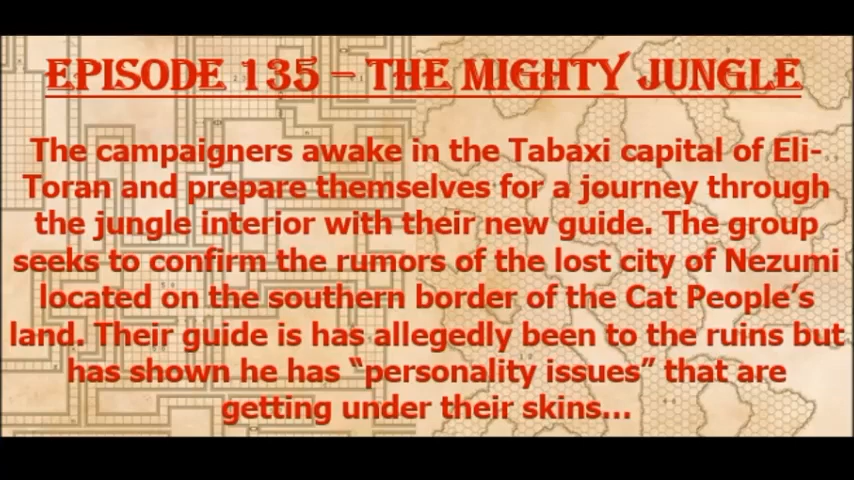 EPISODE 135 – THE MIGHTY JUNGLE
The campaigners awake in the Tabaxi capital of Eli-
Toran and prepare themselves for a journey through
the jungle interior with their new guide. The group
seeks to confirm the rumors of the lost city of Nezumi
located on the southern border of the Cat People’s
land. Their guide is has allegedly been to the ruins but
has shown he has “personality issues” that are
getting under their skins…